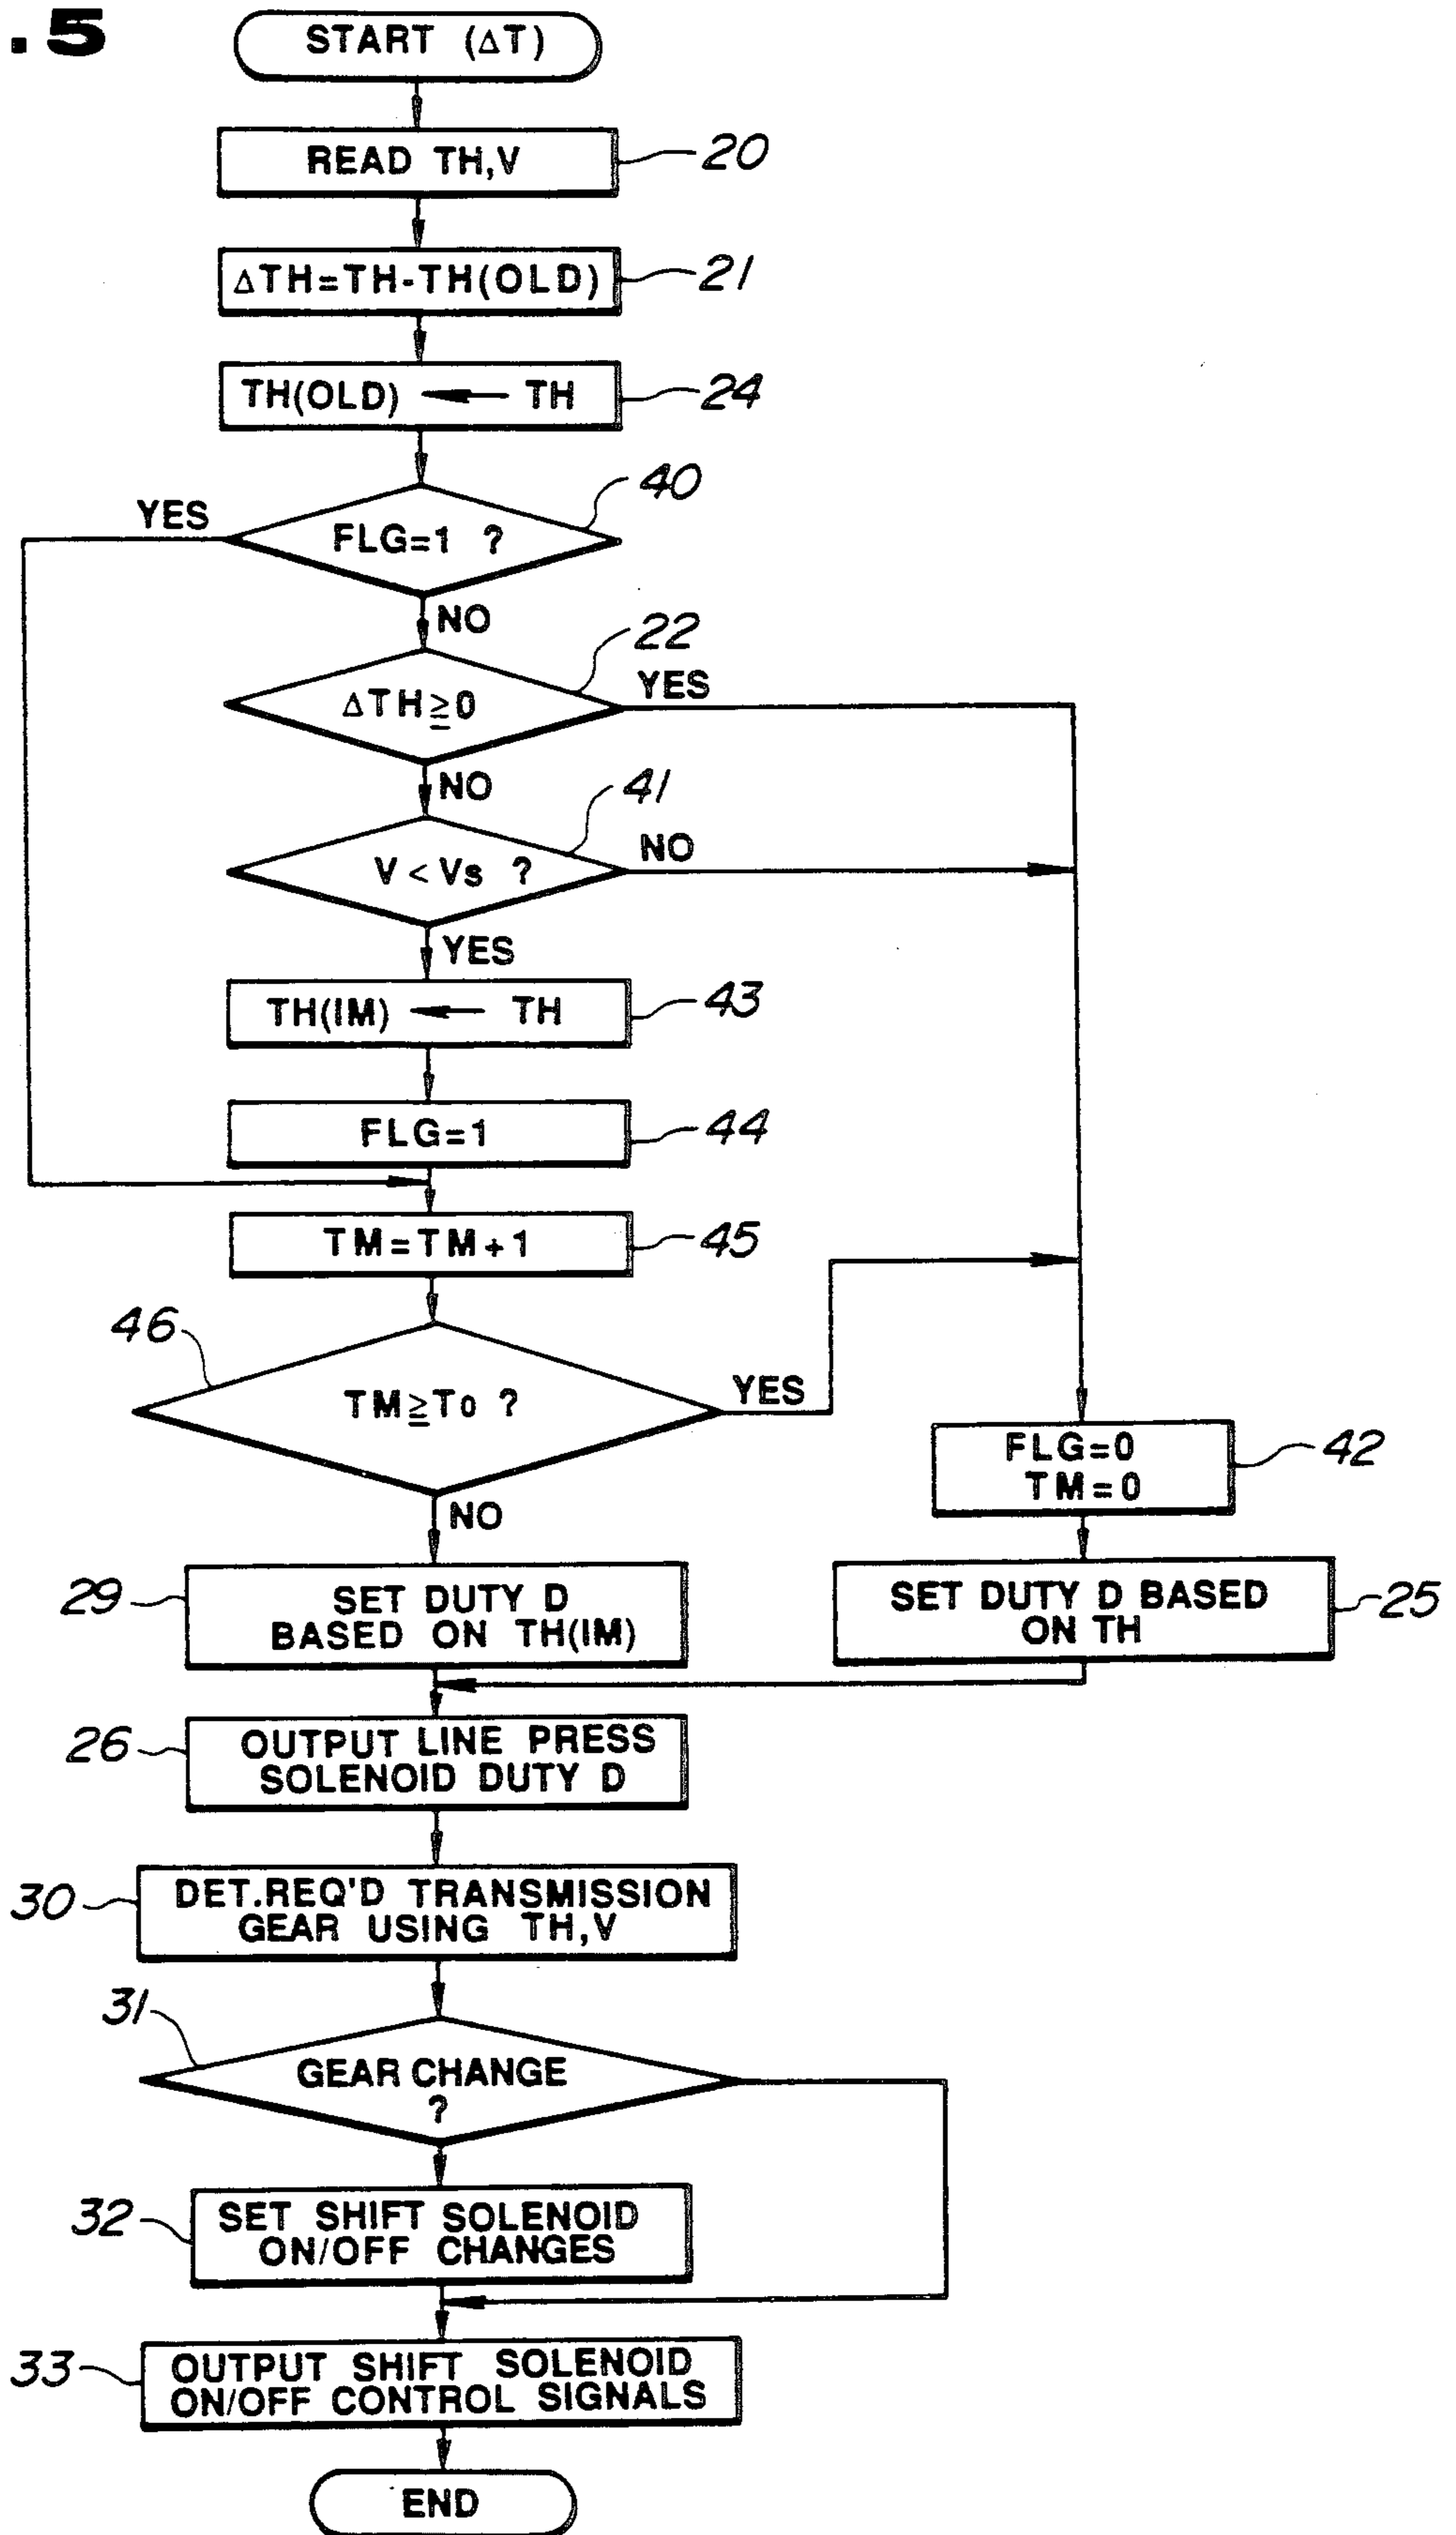 .5
START (ΔT)
READ TH,V
20
ΔTH=TH-TH(OLD)
21
TH(OLD) ← TH
24
40
YES
FLG=1 ?
NO
22
YES
ΔTH≧0
NO
41
V < Vs ?
NO
YES
TH(IM) ← TH
43
FLG=1
44
TM=TM+1
45
46
TM≧To ?
YES
NO
FLG=0
TM=0
42
29
SET DUTY D
BASED ON TH(IM)
SET DUTY D BASED
ON TH
25
26
OUTPUT LINE PRESS
SOLENOID DUTY D
30
DET.REQ'D TRANSMISSION
GEAR USING TH,V
31
GEAR CHANGE
?
32
SET SHIFT SOLENOID
ON/OFF CHANGES
33
OUTPUT SHIFT SOLENOID
ON/OFF CONTROL SIGNALS
END